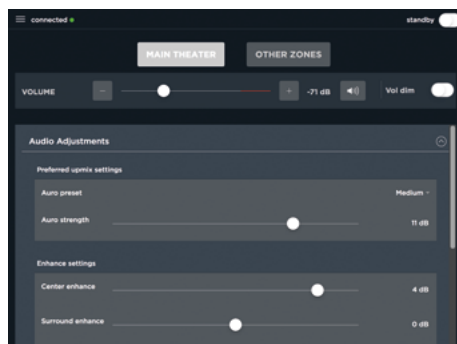 connected
standby
MAIN THEATER OTHER ZONES
VOLUME - + -71 dB Vol dim
Audio Adjustments
Preferred upmix settings
Auro preset Medium
Auro strength 11 dB
Enhance settings
Center enhance 4 dB
Surround enhance 0 dB